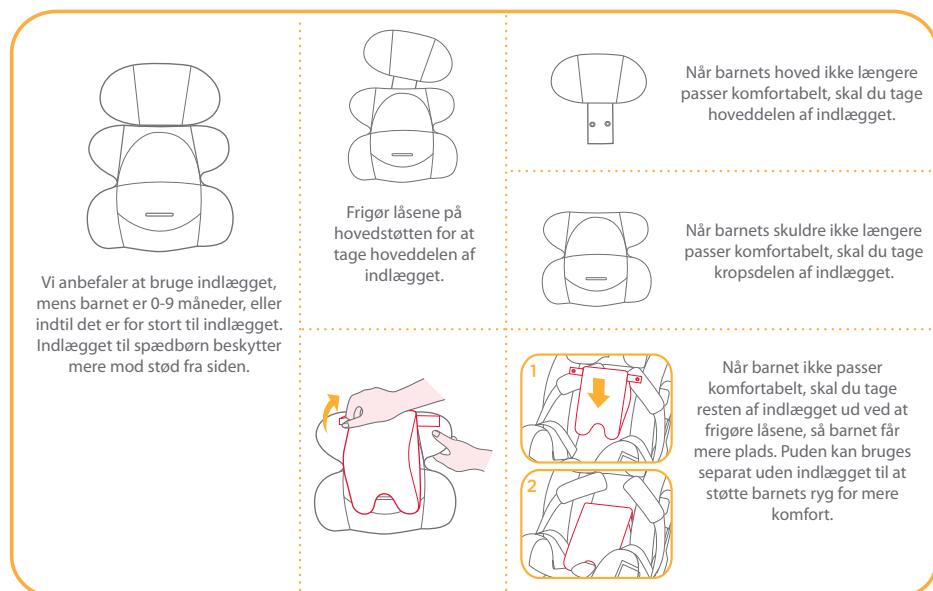 Vi anbefaler at bruge indlægget,
mens barnet er 0-9 måneder, eller
indtil det er for stort til indlægget.
Indlægget til spædbørn beskytter
mere mod stød fra siden.
Frigør låsene på
hovedstøtten for at
tage hoveddelen af
indlægget.
Når barnets hoved ikke længere
passer komfortabelt, skal du tage
hoveddelen af indlægget.
Når barnets skuldre ikke længere
passer komfortabelt, skal du tage
kropsdelen af indlægget.
1
2
Når barnet ikke passer
komfortabelt, skal du tage
resten af indlægget ud ved at
frigøre låsene, så barnet får
mere plads. Puden kan bruges
separat uden indlægget til at
støtte barnets ryg for mere
komfort.